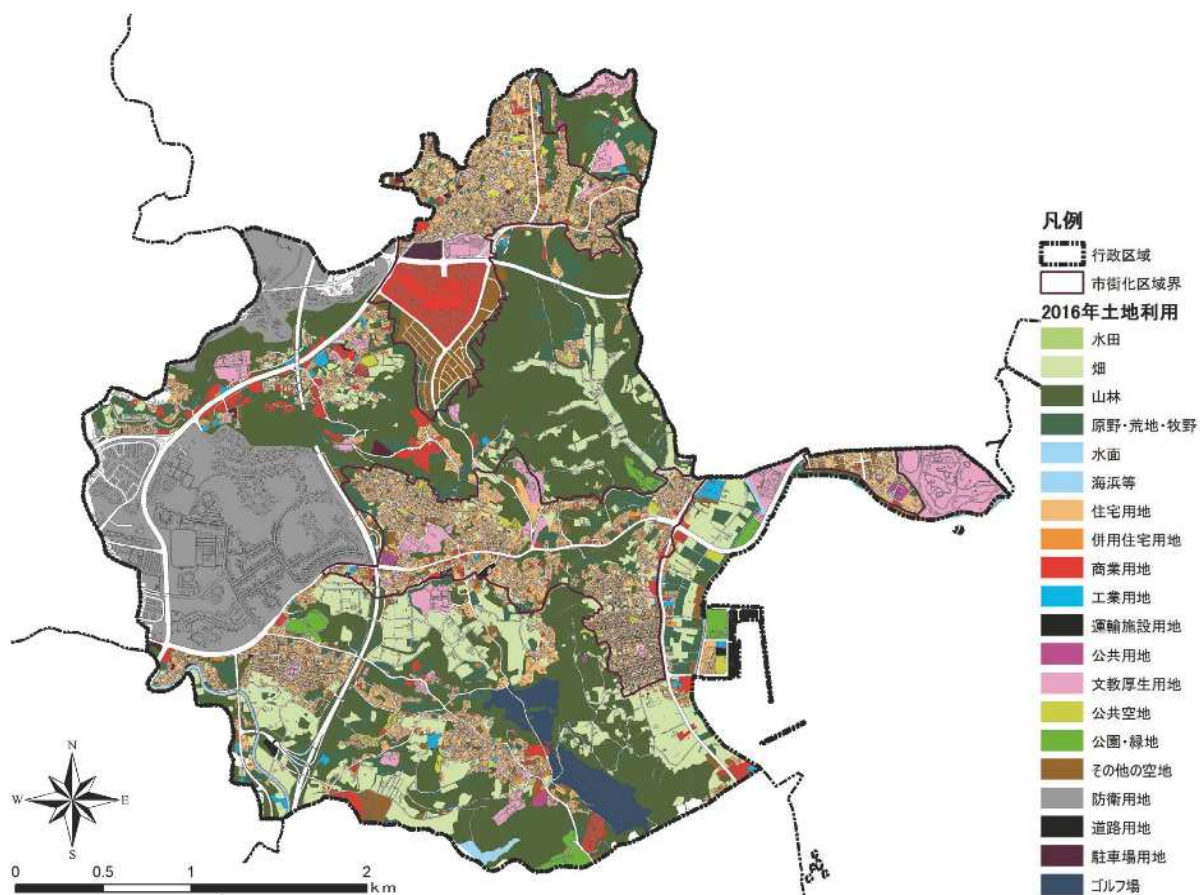 凡例
行政区域
市街化区域界
2016年土地利用
水田
畑
山林
原野・荒地・牧野
水面
海浜等
住宅用地
併用住宅用地
商業用地
工業用地
運輸施設用地
公共用地
文教厚生用地
公共空地
公園・緑地
その他の空地
防衛用地
道路用地
駐車場用地
ゴルフ場
N
W E
S
0 0.5 1 2
km